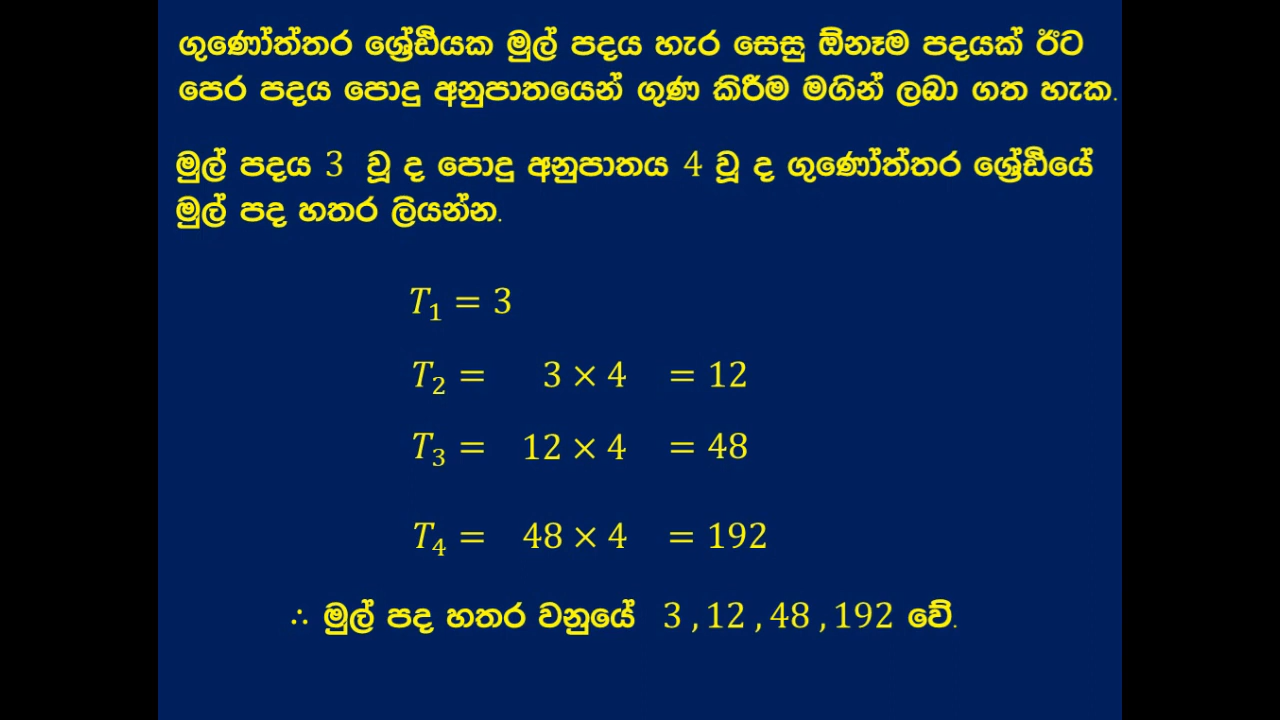 ගුණෝත්තර ශ්‍රේඪියක මුල් පදය හැර සෙසු ඕනෑම පදයක් ඊට
පෙර පදය පොදු අනුපාතයෙන් ගුණ කිරීම මගින් ලබා ගත හැක.
මුල් පදය 3 වූ ද පොදු අනුපාතය 4 වූ ද ගුණෝත්තර ශ්‍රේඪියේ
මුල් පද හතර ලියන්න.
T₁ = 3
T₂ = 3 × 4 = 12
T₃ = 12 × 4 = 48
T₄ = 48 × 4 = 192
∴ මුල් පද හතර වනුයේ 3 , 12 , 48 , 192 වේ.